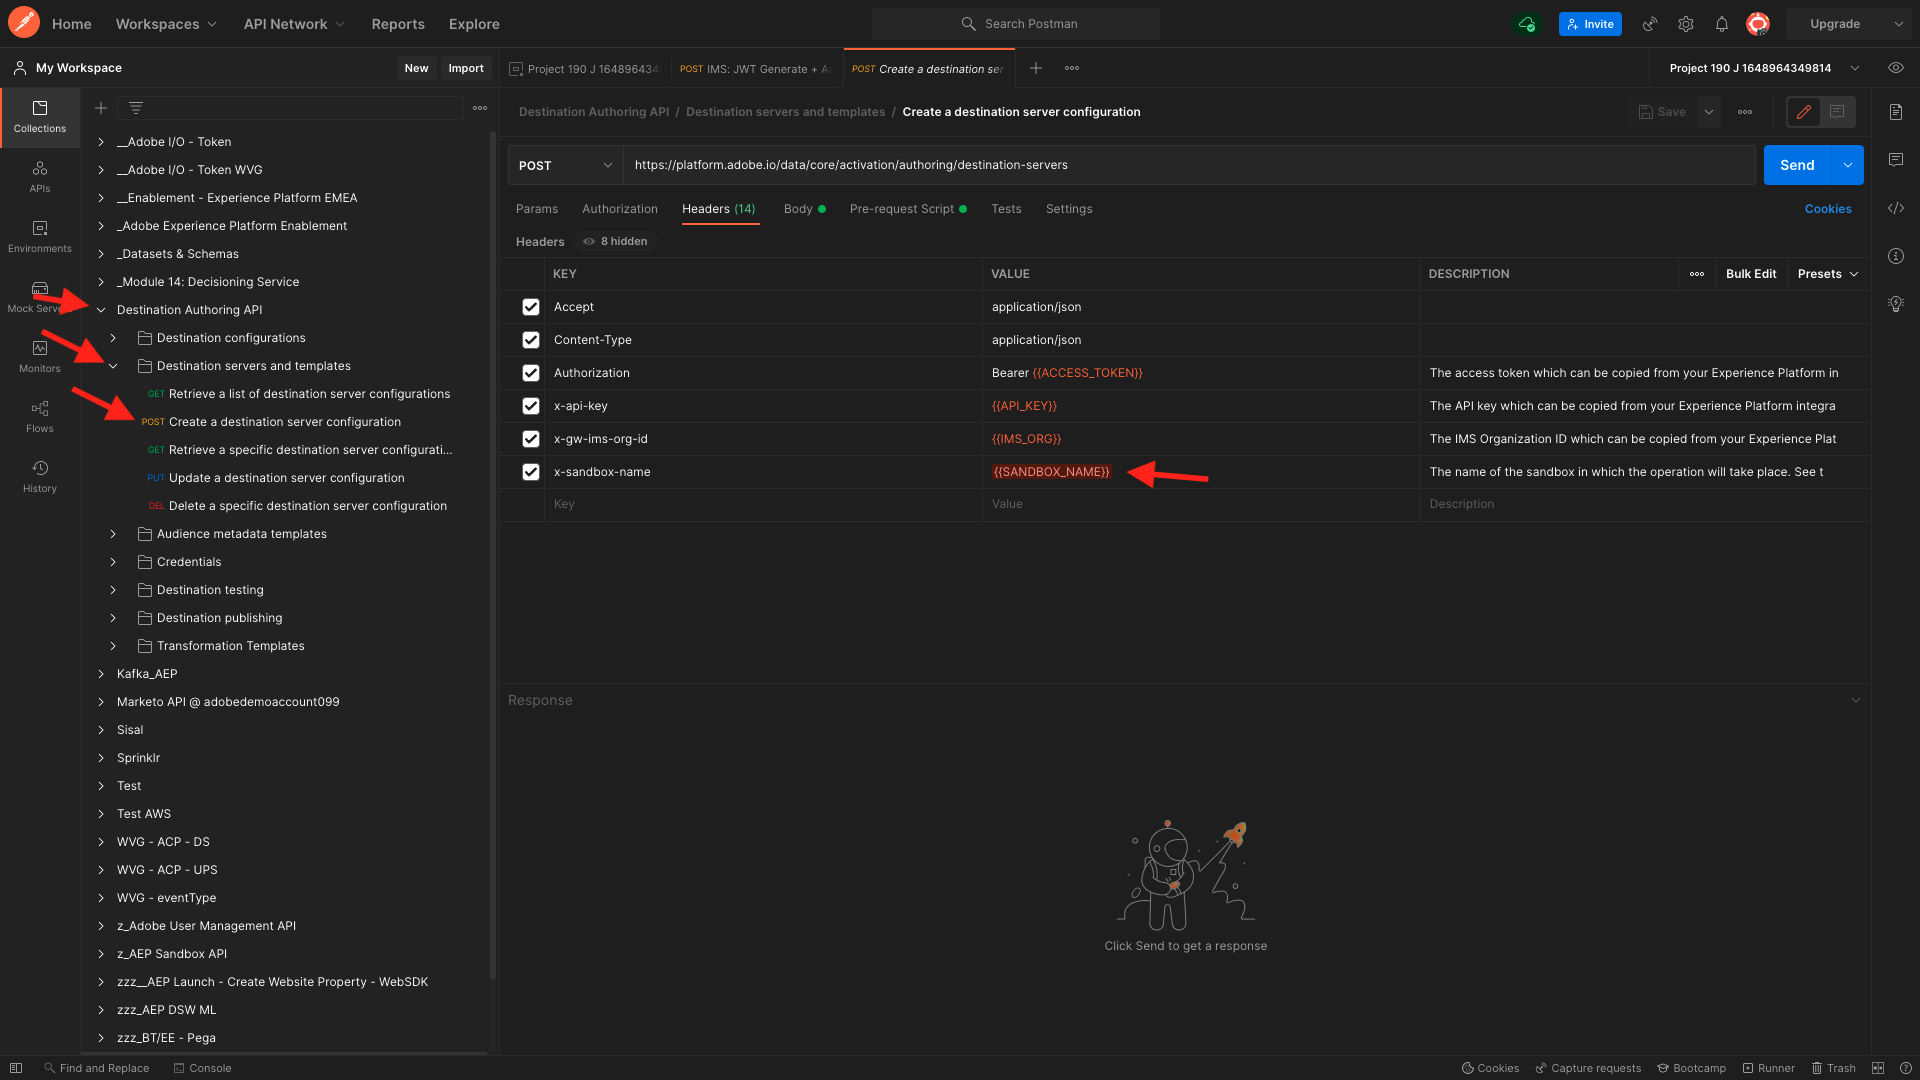 Home
Workspaces
API Network
Reports
Explore
Search Postman
Invite
Upgrade
My Workspace
New
Import
Project 190 J 164896434
POST IMS: JWT Generate + A
POST Create a destination ser
Project 190 J 1648964349814
Collections
APIs
Environments
Mock Serv
Monitors
Flows
History
__Adobe I/O - Token
__Adobe I/O - Token WVG
__Enablement - Experience Platform EMEA
_Adobe Experience Platform Enablement
_Datasets & Schemas
_Module 14: Decisioning Service
Destination Authoring API
Destination configurations
Destination servers and templates
GET Retrieve a list of destination server configurations
POST Create a destination server configuration
GET Retrieve a specific destination server configurati...
PUT Update a destination server configuration
DEL Delete a specific destination server configuration
Audience metadata templates
Credentials
Destination testing
Destination publishing
Transformation Templates
Kafka_AEP
Marketo API @ adobedemoaccount099
Sisal
Sprinklr
Test
Test AWS
WVG - ACP - DS
WVG - ACP - UPS
WVG - eventType
z_Adobe User Management API
z_AEP Sandbox API
zzz__AEP Launch - Create Website Property - WebSDK
zzz_AEP DSW ML
zzz_BT/EE - Pega
Destination Authoring API / Destination servers and templates / Create a destination server configuration
Save
POST
https://platform.adobe.io/data/core/activation/authoring/destination-servers
Send
Params
Authorization
Headers (14)
Body
Pre-request Script
Tests
Settings
Cookies
Headers
8 hidden
KEY
VALUE
DESCRIPTION
Bulk Edit
Presets
Accept
application/json
Content-Type
application/json
Authorization
Bearer {{ACCESS_TOKEN}}
The access token which can be copied from your Experience Platform in
x-api-key
{{API_KEY}}
The API key which can be copied from your Experience Platform integra
x-gw-ims-org-id
{{IMS_ORG}}
The IMS Organization ID which can be copied from your Experience Plat
x-sandbox-name
{{SANDBOX_NAME}}
The name of the sandbox in which the operation will take place. See t
Key
Value
Description
Response
Click Send to get a response
Find and Replace
Console
Cookies
Capture requests
Bootcamp
Runner
Trash